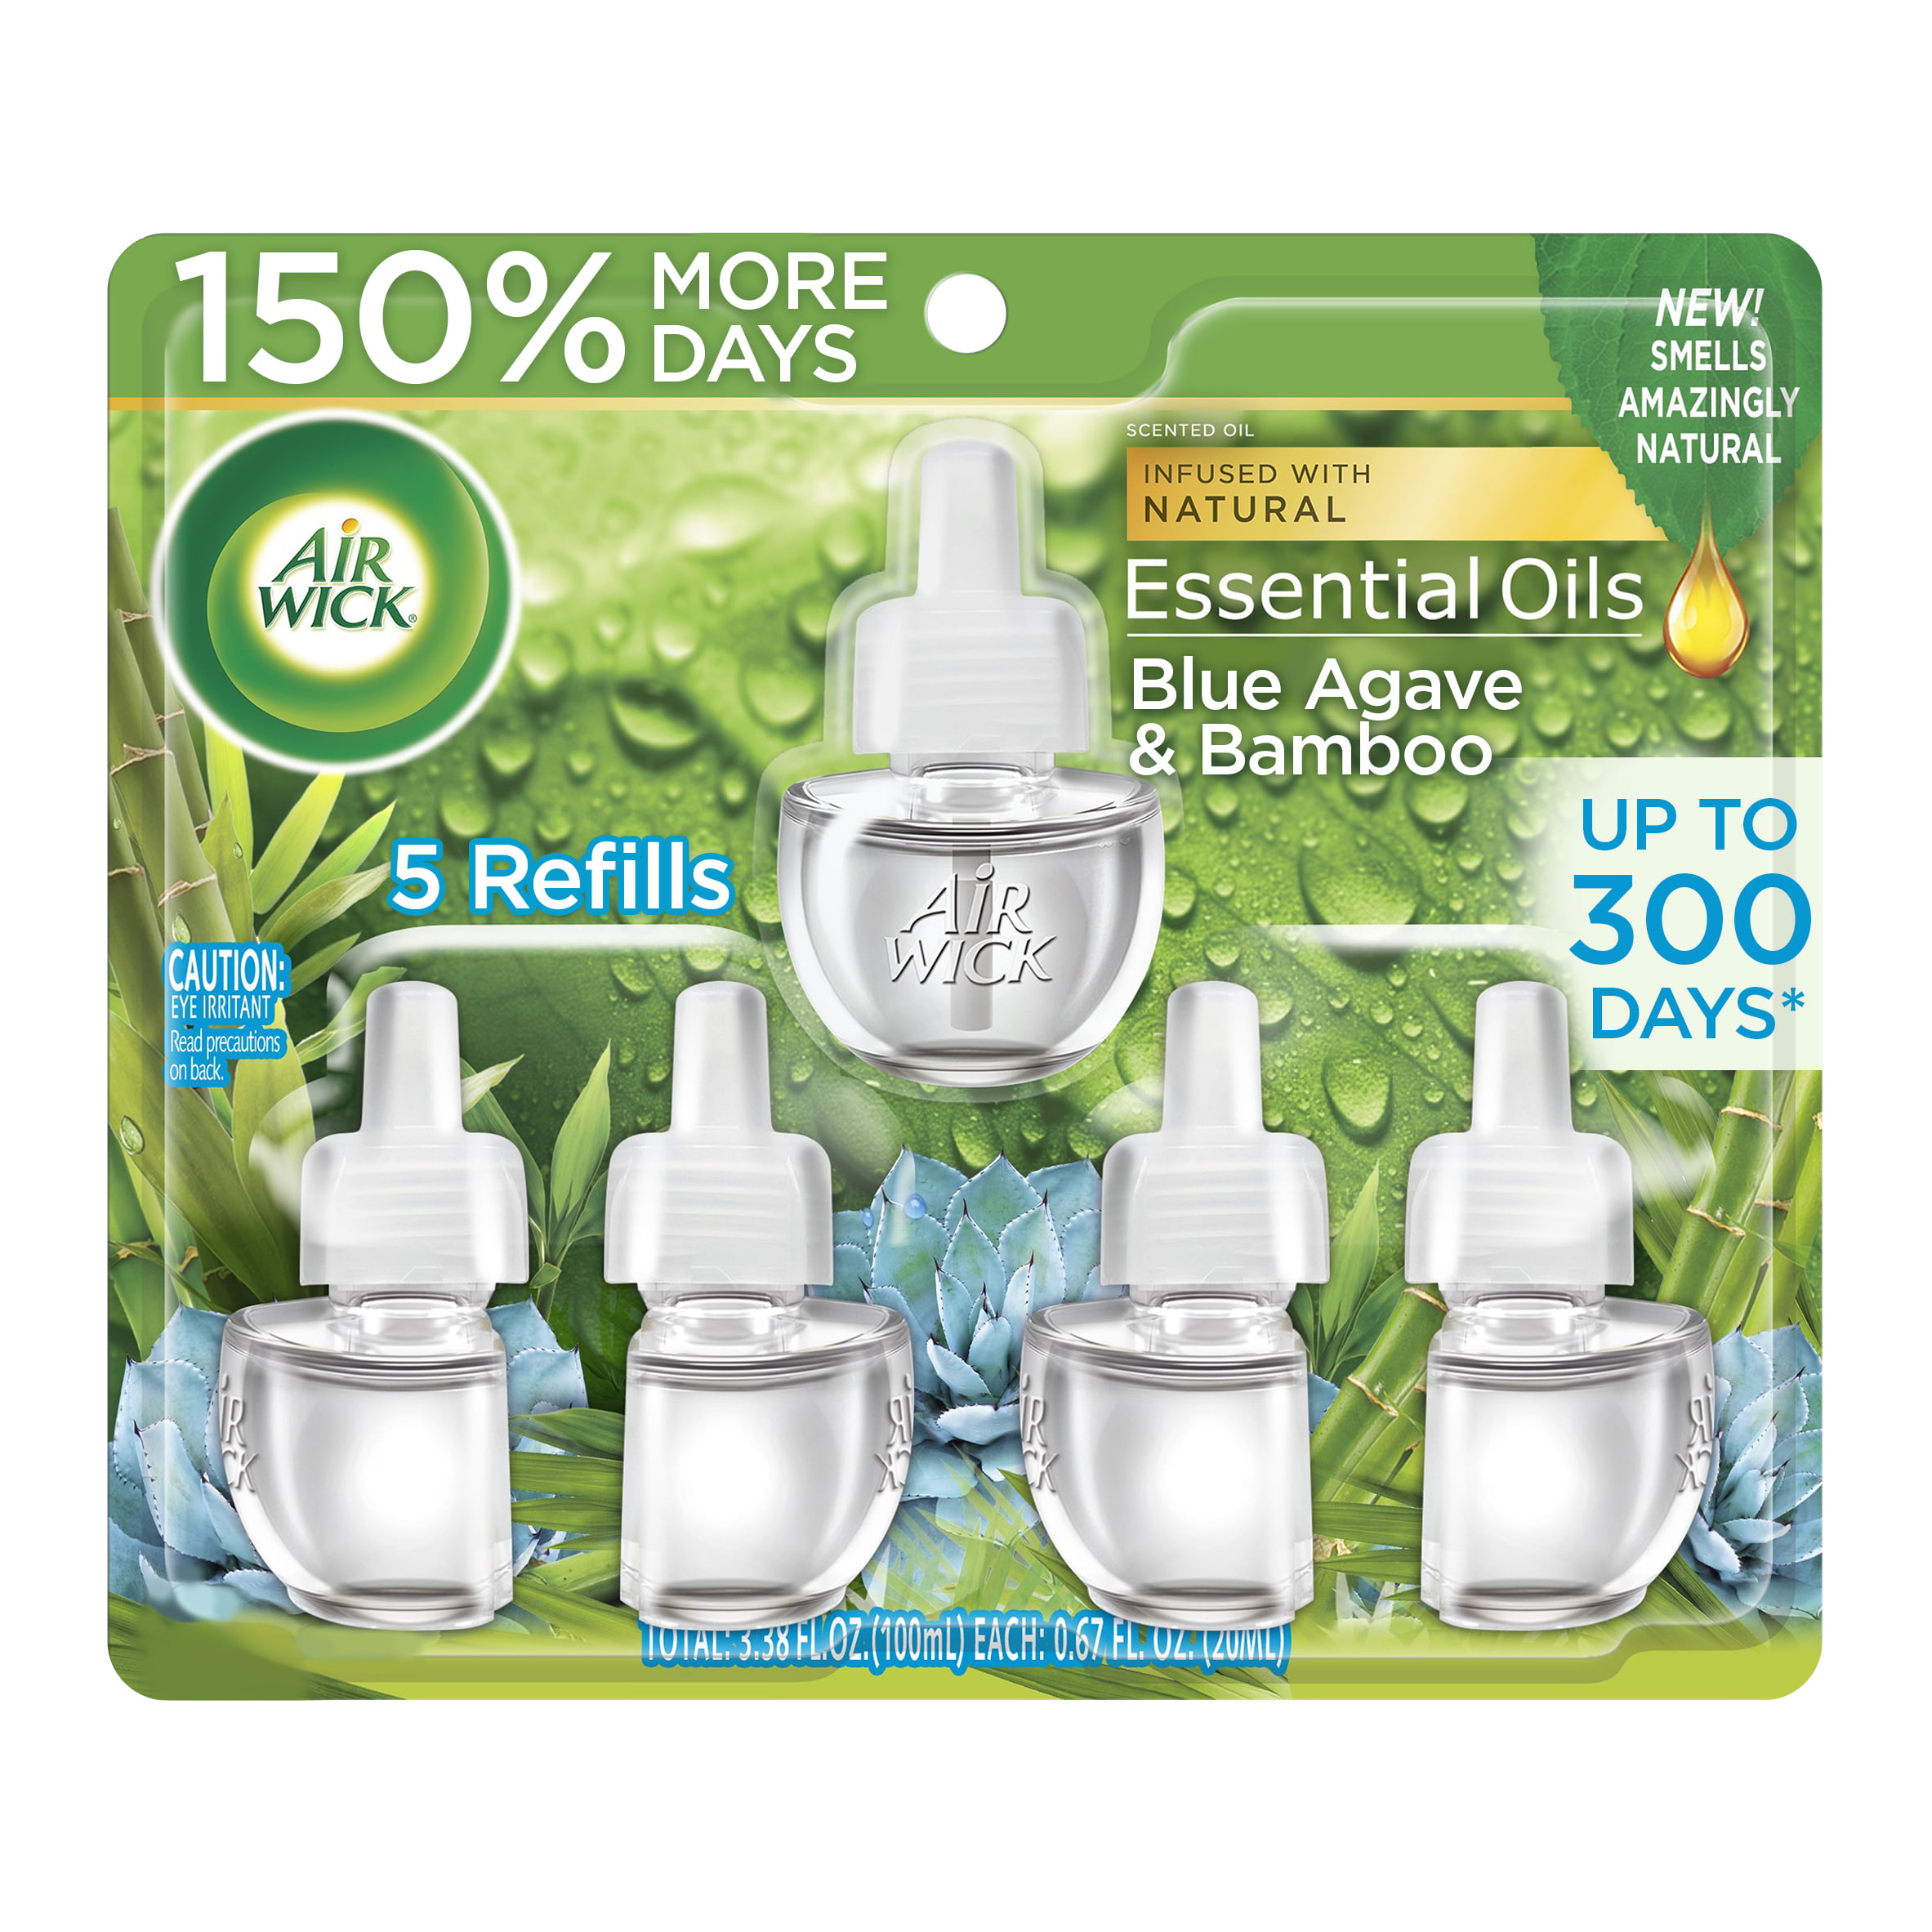 150% MORE
DAYS
NEW!
SMELLS
AMAZINGLY
NATURAL
AIR
WICK®
SCENTED OIL
INFUSED WITH
NATURAL
Essential Oils
Blue Agave
& Bamboo
UP TO
300
DAYS*
5 Refills
AIR
WICK
CAUTION:
EYE IRRITANT
Read precautions
on back.
TOTAL: 3.38 FL.OZ.(100mL) EACH: 0.67 FL. OZ. (20ML)